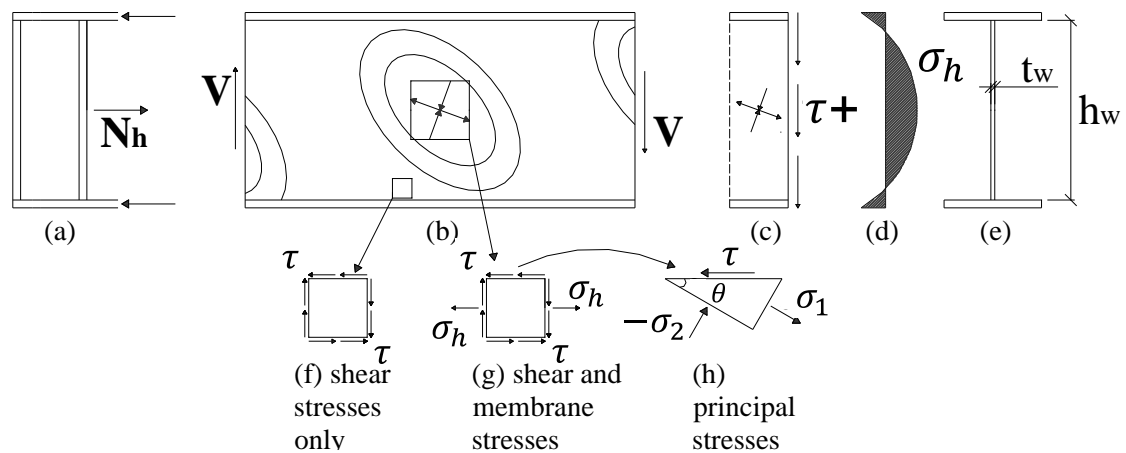 V
N_h
V
τ+
σ_h
t_w
h_w
(a)
(b)
(c)
(d)
(e)
τ
τ
τ
σ_h
σ_h
τ
τ
θ
σ_1
−σ_2
(f) shear
stresses
only
(g) shear and
membrane
stresses
(h)
principal
stresses